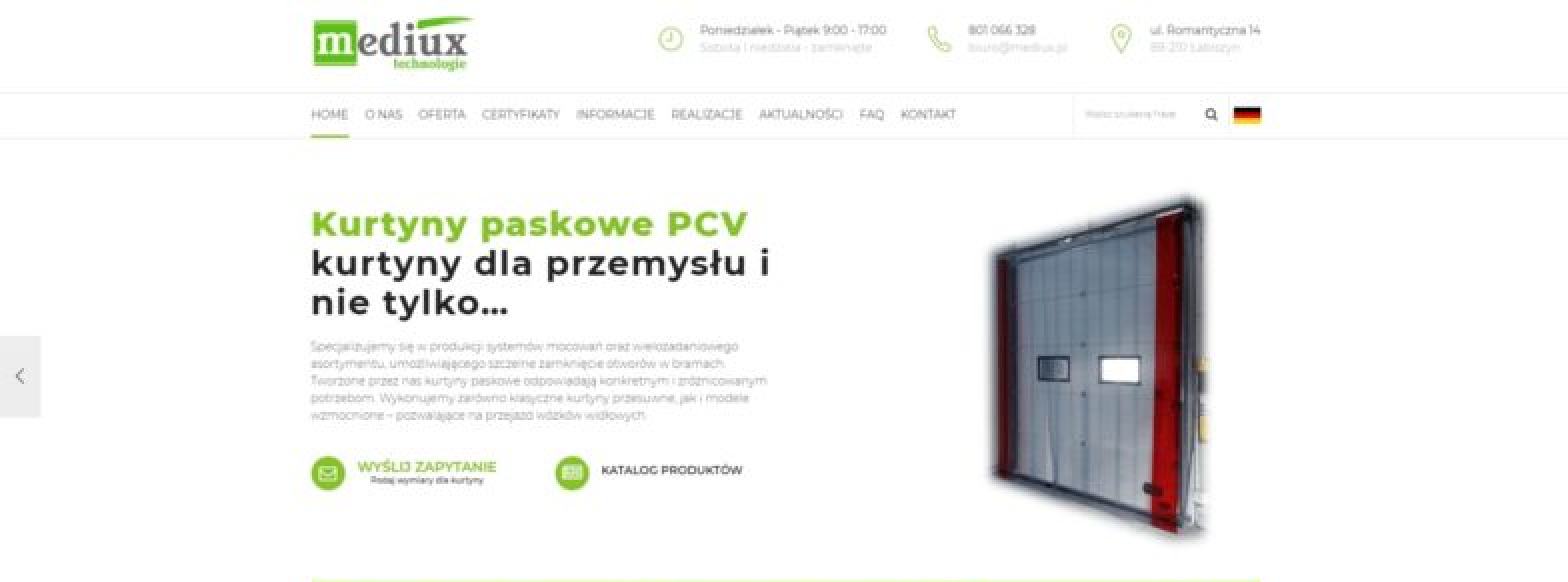 mediux
technologie
Poniedziałek - Piątek 9:00 - 17:00
Sobota i niedziela - zamknięte
801 066 328
biuro@mediux.pl
ul. Romantyczna 14
89-210 Łabiszyn
HOME O NAS OFERTA CERTYFIKATY INFORMACJE REALIZACJE AKTUALNOŚCI FAQ KONTAKT
Kurtyny paskowe PCV
kurtyny dla przemysłu i
nie tylko...
Specjalizujemy się w produkcji systemów mocowań oraz wielozadaniowego
asortymentu, umożliwiającego szczelne zamknięcie otworów w bramach.
Tworzone przez nas kurtyny paskowe odpowiadają konkretnym i zróżnicowanym
potrzebom. Wykonujemy zarówno klasyczne kurtyny przesuwne, jak i modele
wzmocnione – pozwalające na przejazd wózków widłowych.
WYŚLIJ ZAPYTANIE
Podaj wymiary dla kurtyny
KATALOG PRODUKTÓW